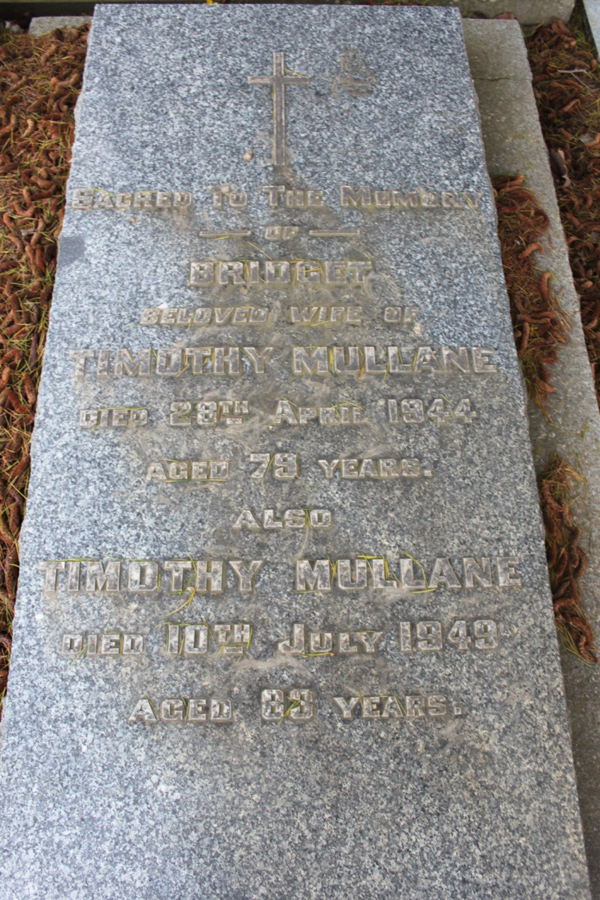 Sacred To The Memory
— OF —
BRIDGET
BELOVED WIFE OF
TIMOTHY MULLANE
DIED 29TH April 1944
AGED 79 YEARS.
ALSO
TIMOTHY MULLANE
DIED 10TH July 1949
AGED 83 YEARS.